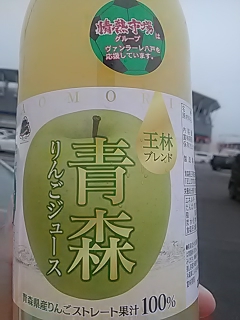 情熱市場は
グループ
ヴァンラーレ八戸を
応援しています。
AOMORI
王林
ブレンド
青森
りんごジュース
青森県産りんごストレート果汁100%